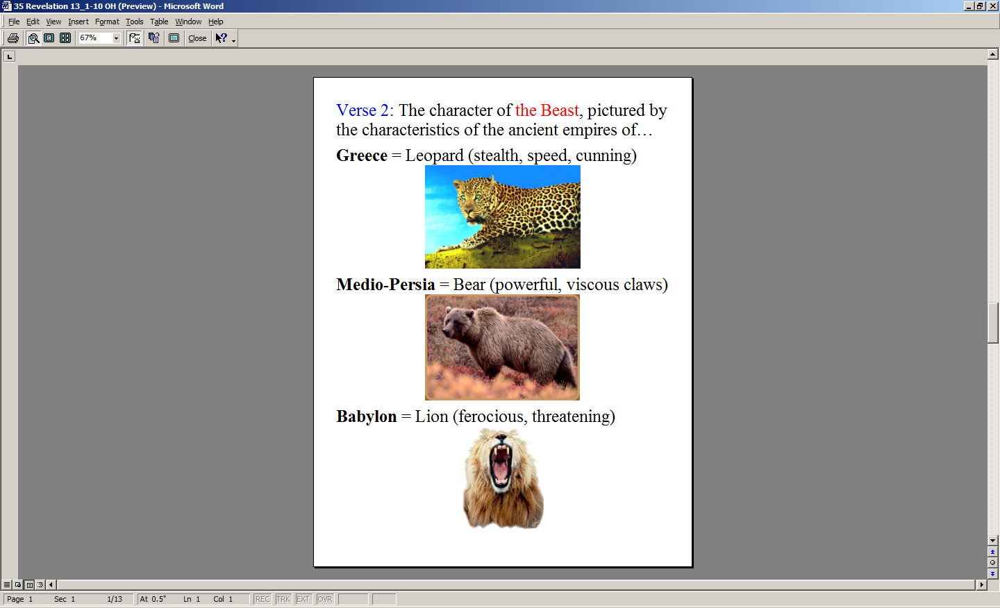 35 Revelation 13_1-10 OH (Preview) - Microsoft Word
File Edit View Insert Format Tools Table Window Help
67% Close
Verse 2: The character of the Beast, pictured by
the characteristics of the ancient empires of…
Greece = Leopard (stealth, speed, cunning)
Medio-Persia = Bear (powerful, viscous claws)
Babylon = Lion (ferocious, threatening)
Page 1 Sec 1 1/13 At 0.5" Ln 1 Col 1 REC TRK EXT OVR